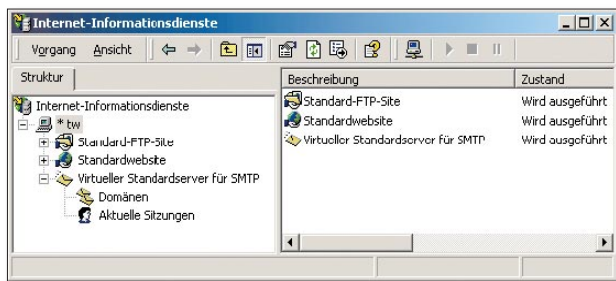 Internet-Informationsdienste
Vorgang Ansicht
Struktur
Internet-Informationsdienste
* tw
Standard-FTP-Site
Standardwebsite
Virtueller Standardserver für SMTP
Domänen
Aktuelle Sitzungen
Beschreibung Zustand
Standard-FTP-Site Wird ausgeführt
Standardwebsite Wird ausgeführt
Virtueller Standardserver für SMTP Wird ausgeführt